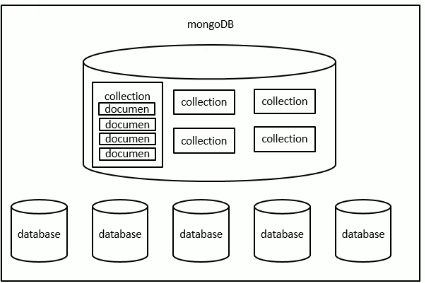 mongoDB
collection
documen
documen
documen
documen
collection collection
collection collection
database database database database database